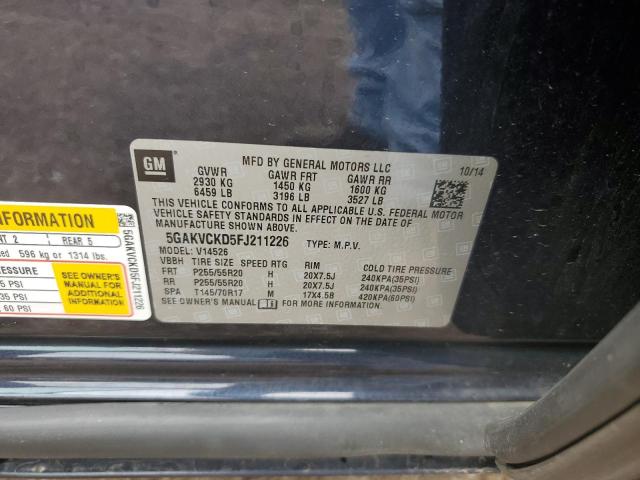 GM
MFD BY GENERAL MOTORS LLC
10/14
GVWR GAWR FRT GAWR RR
2930 KG 1450 KG 1600 KG
6459 LB 3196 LB 3527 LB
THIS VEHICLE CONFORMS TO ALL APPLICABLE U.S. FEDERAL MOTOR
VEHICLE SAFETY STANDARDS IN EFFECT ON THE DATE OF
MANUFACTURE SHOWN ABOVE.
5GAKVCKD5FJ211226 TYPE: M.P.V.
MODEL: V14526
VBBH TIRE SIZE SPEED RTG RIM COLD TIRE PRESSURE
FRT P255/55R20 H 20X7.5J 240KPA(35PSI)
RR P255/55R20 H 20X7.5J 240KPA(35PSI)
SPA T145/70R17 M 17X4.5B 420KPA(60PSI)
SEE OWNER'S MANUAL FOR MORE INFORMATION.
INFORMATION
2 REAR 5
596 kg or 1314 lbs.
PRESSURE
5 PSI
35 PSI
60 PSI
SEE OWNER'S
MANUAL FOR
ADDITIONAL
INFORMATION
5GAKVCKD5FJ211226